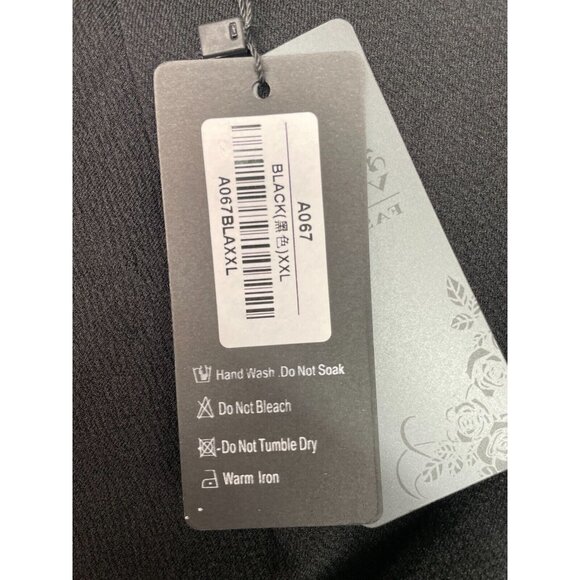 A067
BLACK(黑色)XXL
A067BLAXXL
Hand Wash .Do Not Soak
Do Not Bleach
-Do Not Tumble Dry
Warm Iron